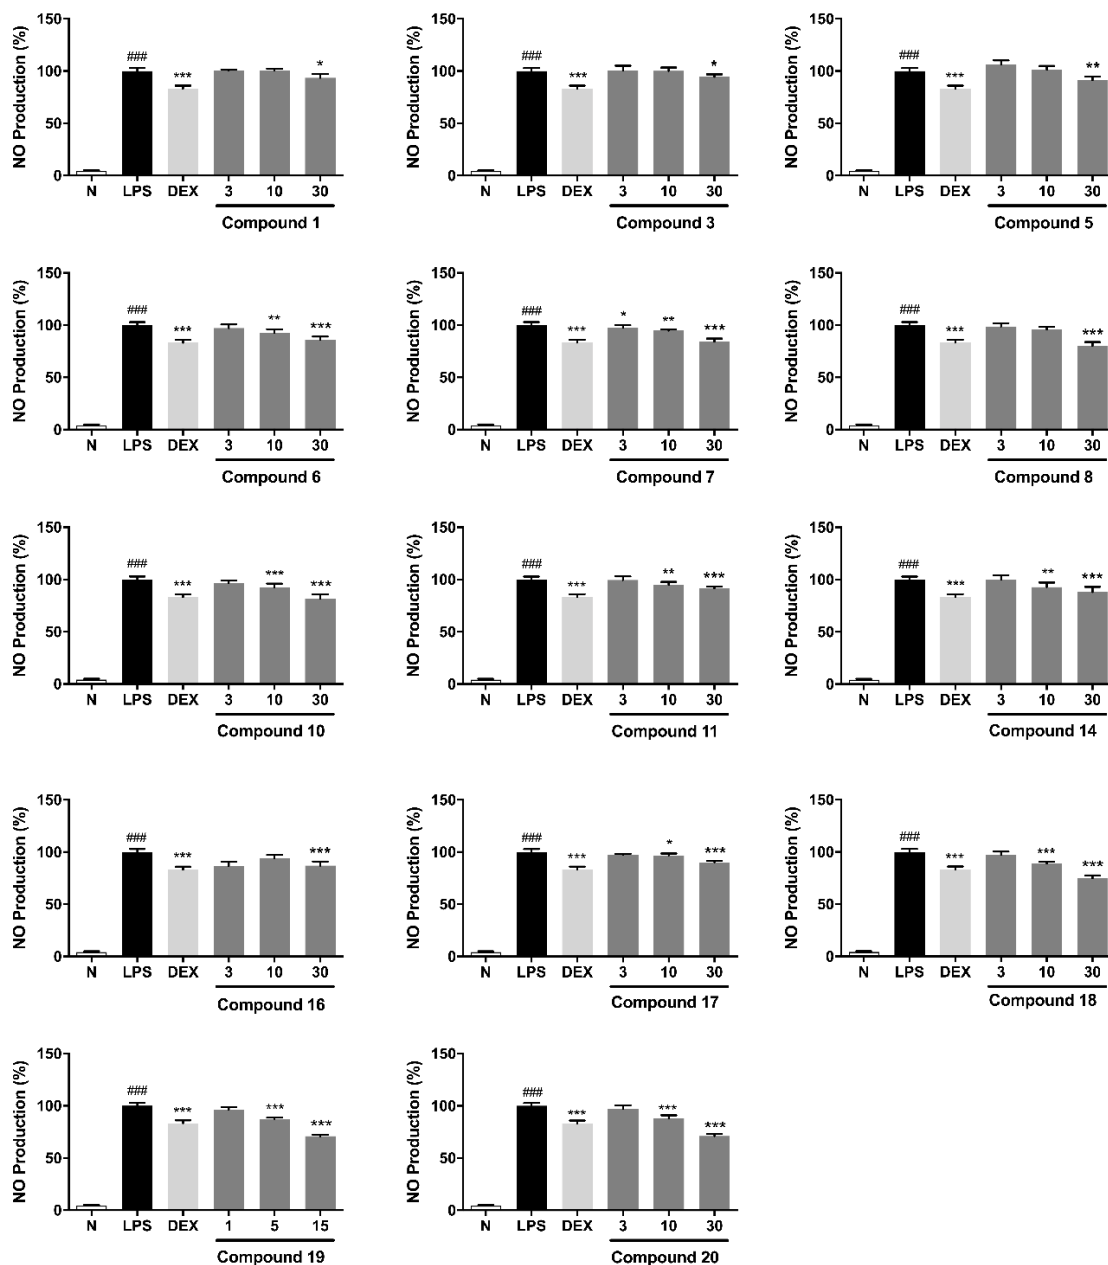 NO Production (%)
150
100
50
0
###
***
*
N LPS DEX 3 10 30
Compound 1
NO Production (%)
150
100
50
0
###
***
*
N LPS DEX 3 10 30
Compound 3
NO Production (%)
150
100
50
0
###
***
**
N LPS DEX 3 10 30
Compound 5
NO Production (%)
150
100
50
0
###
***
**
***
N LPS DEX 3 10 30
Compound 6
NO Production (%)
150
100
50
0
###
***
*
**
***
N LPS DEX 3 10 30
Compound 7
NO Production (%)
150
100
50
0
###
***
***
N LPS DEX 3 10 30
Compound 8
NO Production (%)
150
100
50
0
###
***
***
***
N LPS DEX 3 10 30
Compound 10
NO Production (%)
150
100
50
0
###
***
**
***
N LPS DEX 3 10 30
Compound 11
NO Production (%)
150
100
50
0
###
***
**
***
N LPS DEX 3 10 30
Compound 14
NO Production (%)
150
100
50
0
###
***
***
N LPS DEX 3 10 30
Compound 16
NO Production (%)
150
100
50
0
###
***
*
***
N LPS DEX 3 10 30
Compound 17
NO Production (%)
150
100
50
0
###
***
***
***
N LPS DEX 3 10 30
Compound 18
NO Production (%)
150
100
50
0
###
***
***
***
N LPS DEX 1 5 15
Compound 19
NO Production (%)
150
100
50
0
###
***
***
***
N LPS DEX 3 10 30
Compound 20